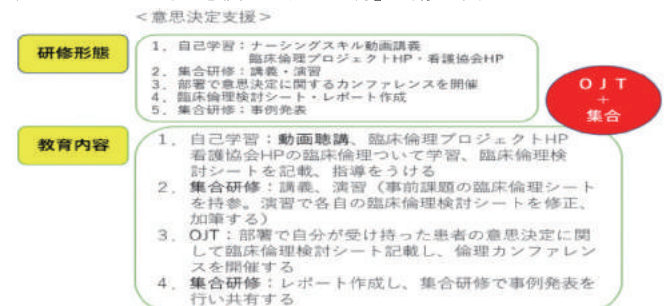 ＜意思決定支援＞
研修形態
1．自己学習：ナーシングスキル動画講義
臨床倫理プロジェクトHP・看護協会HP
2．集合研修：講義・演習
3．部署で意思決定に関するカンファレンスを開催
4．臨床倫理検討シート・レポート作成
5．集合研修：事例発表
OJT
+
集合
教育内容
1．自己学習：動画聴講、臨床倫理プロジェクトHP
看護協会HPの臨床倫理ついて学習、臨床倫理検
討シートを記載、指導をうける
2．集合研修：講義、演習（事前課題の臨床倫理シート
を持参。演習で各自の臨床倫理検討シートを修正、
加筆する）
3．OJT：部署で自分が受け持った患者の意思決定に関
して臨床倫理検討シート記載し、倫理カンファレン
スを開催する
4．集合研修：レポート作成し、集合研修で事例発表を
行い共有する